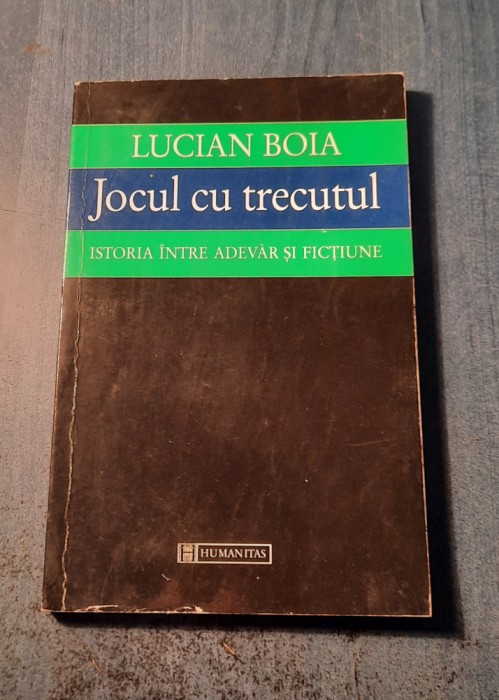 LUCIAN BOIA
Jocul cu trecutul
ISTORIA ÎNTRE ADEVĂR ȘI FICȚIUNE
HUMANITAS